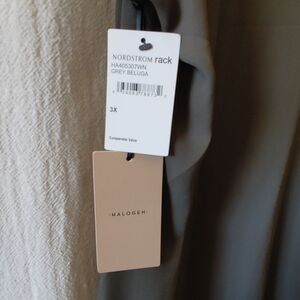 NORDSTROM rack
HA405307WN
GREY BELUGA
3X
Comparable Value
·HALOGEN·